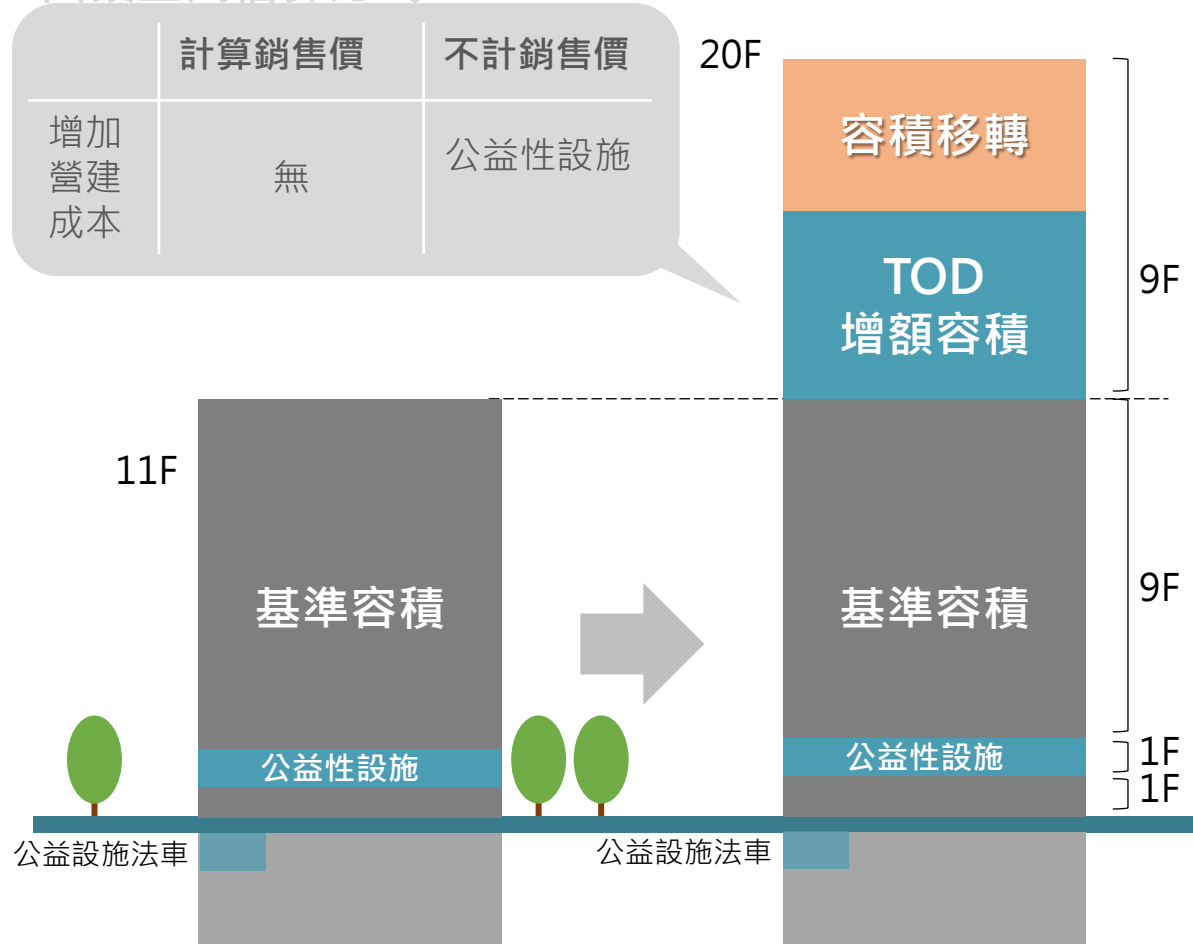 計算銷售價 不計銷售價
增加
營建
成本
無
公益性設施
20F
容積移轉
TOD
增額容積
9F
11F
基準容積
基準容積
9F
公益性設施
公益性設施
1F
1F
公益設施法車
公益設施法車